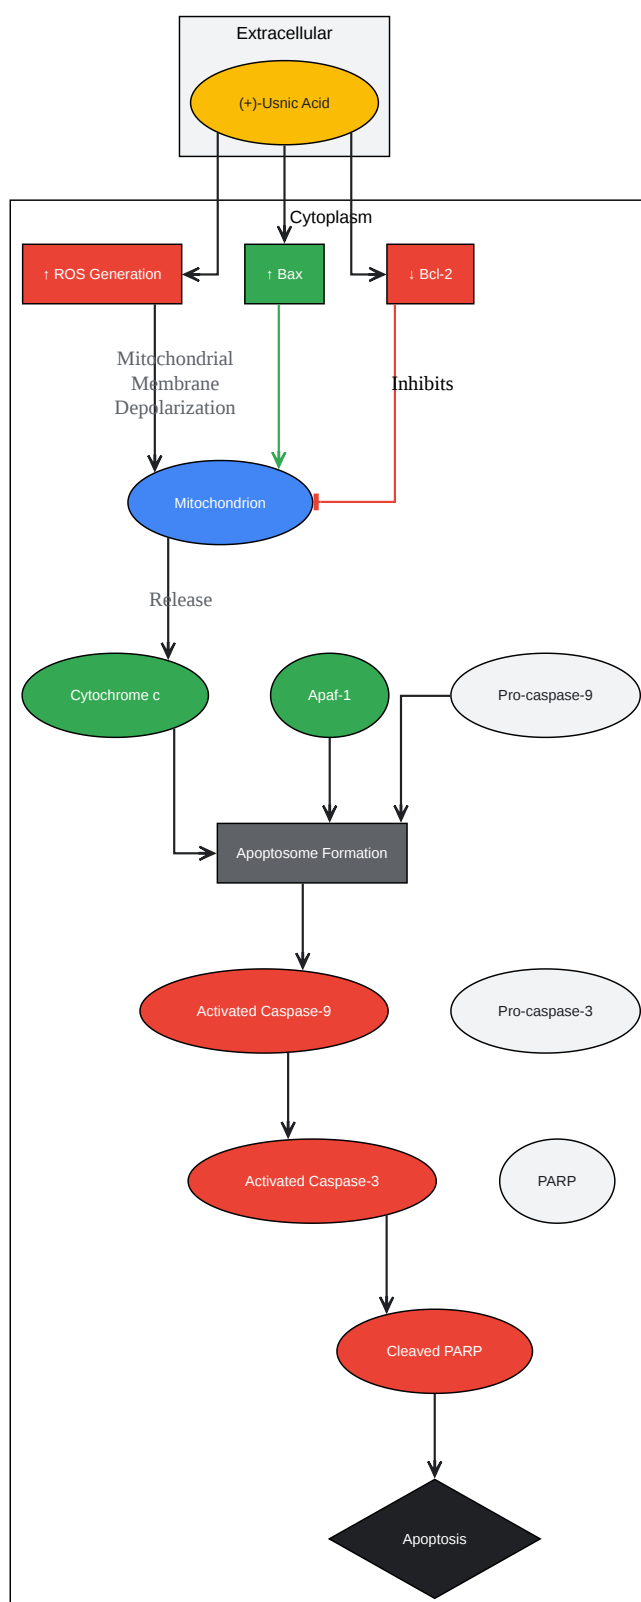 Extracellular
(+)-Usnic Acid
Cytoplasm
↑ ROS Generation
↑ Bax
↓ Bcl-2
Mitochondrial
Membrane
Depolarization
Inhibits
Mitochondrion
Release
Cytochrome c
Apaf-1
Pro-caspase-9
Apoptosome Formation
Activated Caspase-9
Pro-caspase-3
Activated Caspase-3
PARP
Cleaved PARP
Apoptosis